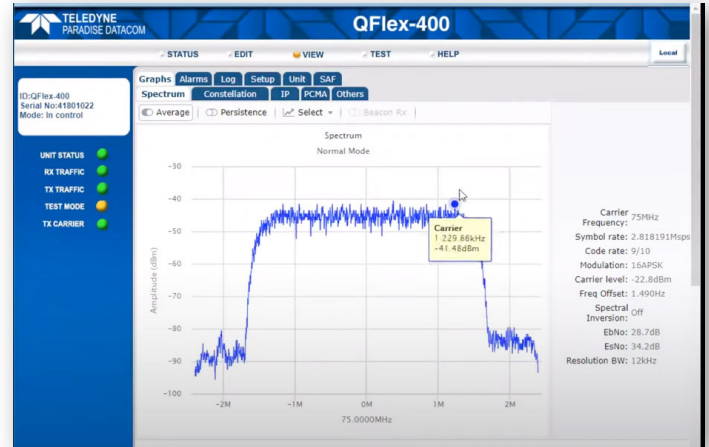 TELEDYNE
PARADISE DATACOM
QFlex-400
STATUS EDIT VIEW TEST HELP
Local
ID:QFlex-400
Serial No:41801022
Mode: In control
UNIT STATUS
RX TRAFFIC
TX TRAFFIC
TEST MODE
TX CARRIER
Graphs Alarms Log Setup Unit SAF
Spectrum Constellation IP PCMA Others
Average Persistence Select Beacon Rx
Spectrum
Normal Mode
Amplitude (dBm)
-30
-40
-50
-60
-70
-80
-90
-100
-2M -1M 0M 1M 2M
75.0000MHz
Carrier
1 229.86kHz
-41.48dBm
Carrier Frequency: 75MHz
Symbol rate: 2.818191Msps
Code rate: 9/10
Modulation: 16APSK
Carrier level: -22.8dBm
Freq Offset: 1.490Hz
Spectral Inversion: Off
EbNo: 28.7dB
EsNo: 34.2dB
Resolution BW: 12kHz